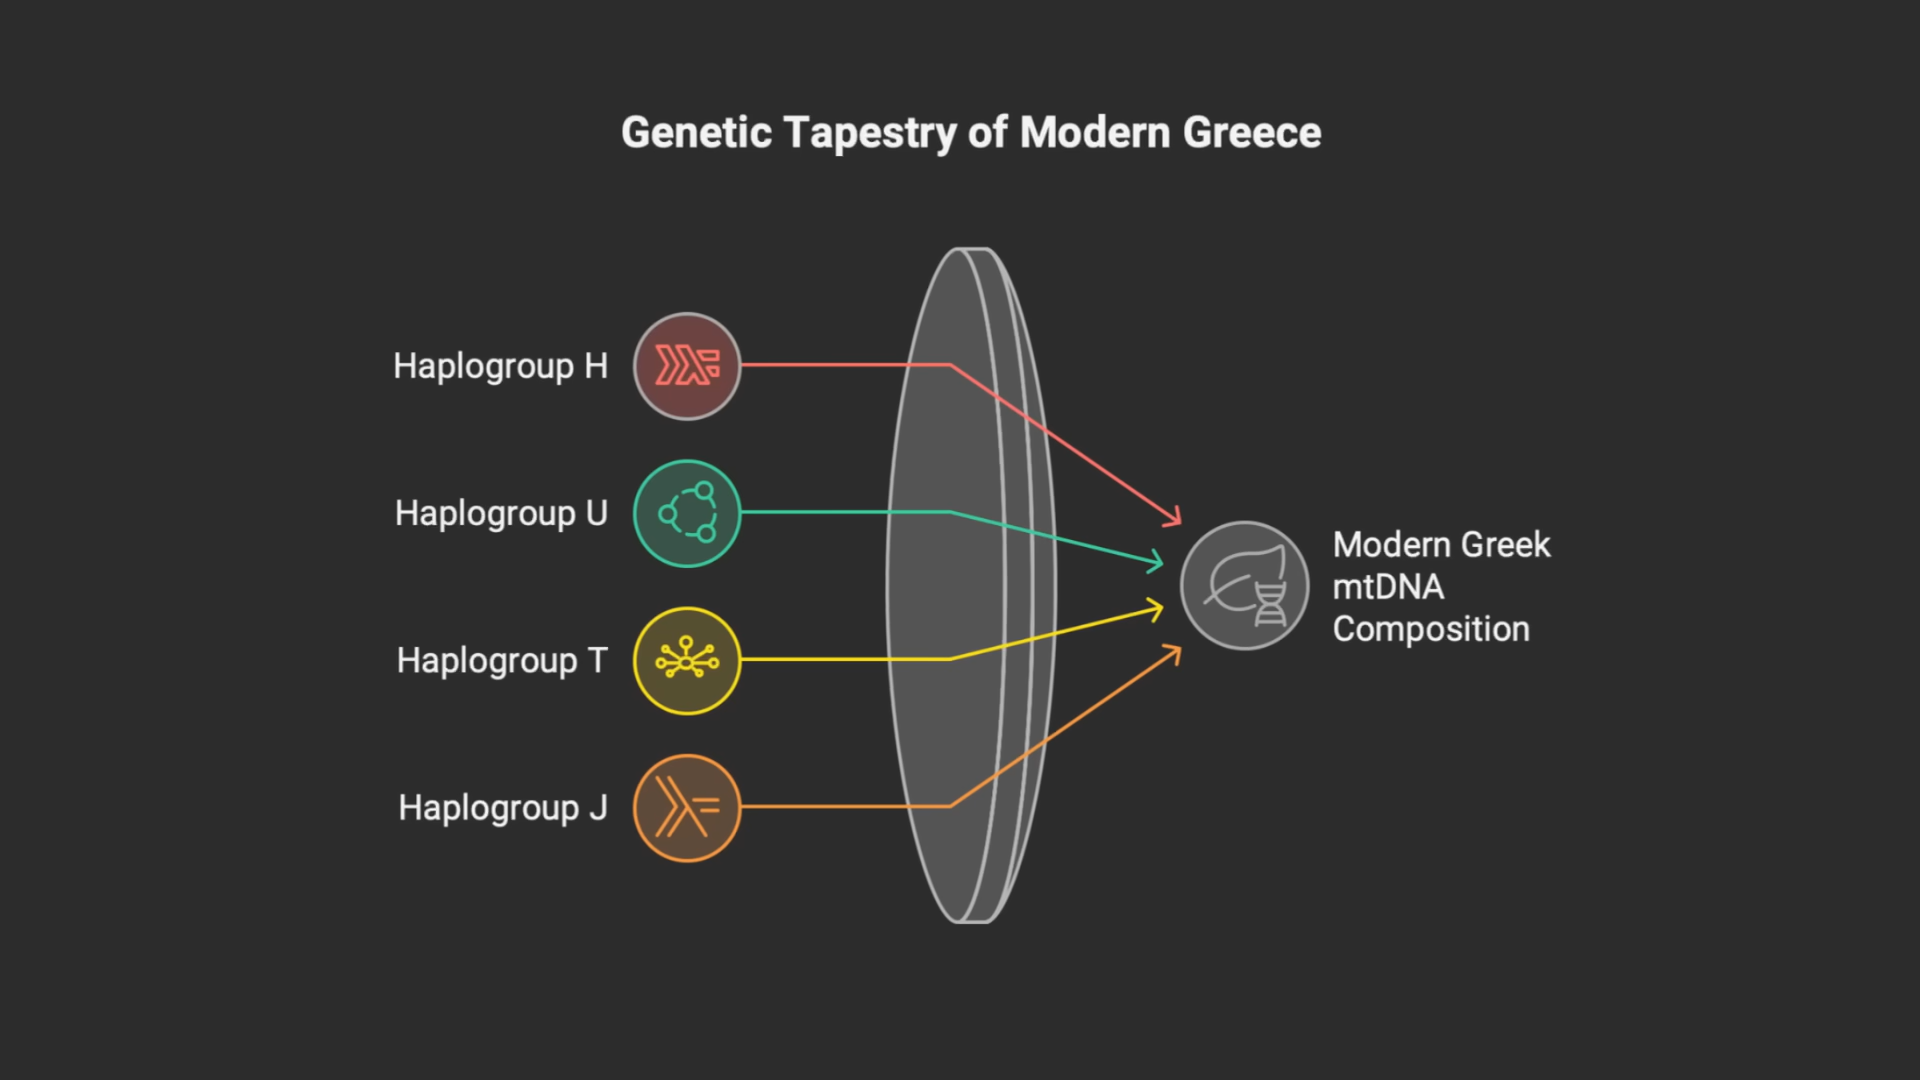 Genetic Tapestry of Modern Greece
Haplogroup H
Haplogroup U
Haplogroup T
Haplogroup J
Modern Greek
mtDNA
Composition